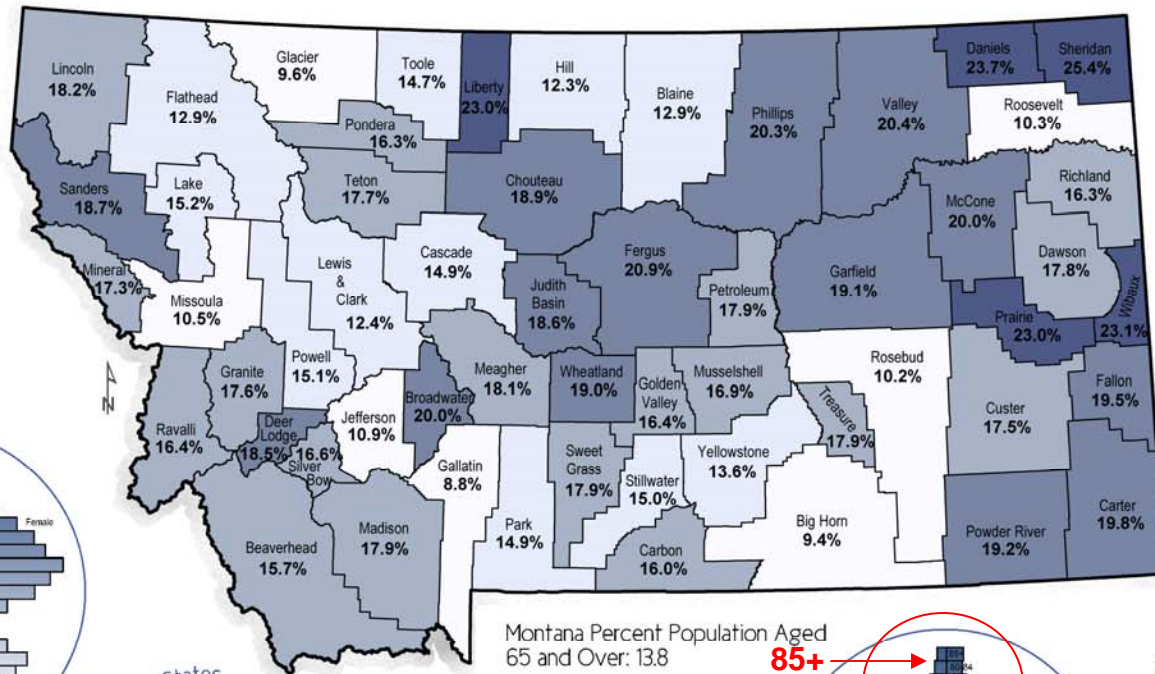 Lincoln
18.2%
Flathead
12.9%
Glacier
9.6%
Toole
14.7%
Liberty
23.0%
Hill
12.3%
Blaine
12.9%
Phillips
20.3%
Valley
20.4%
Daniels
23.7%
Sheridan
25.4%
Roosevelt
10.3%
Pondera
16.3%
Teton
17.7%
Chouteau
18.9%
Sanders
18.7%
Lake
15.2%
Richland
16.3%
McCone
20.0%
Dawson
17.8%
Wibaux
23.1%
Prairie
23.0%
Garfield
19.1%
Fergus
20.9%
Petroleum
17.9%
Cascade
14.9%
Judith
Basin
18.6%
Lewis
&
Clark
12.4%
Mineral
17.3%
Missoula
10.5%
Powell
15.1%
Granite
17.6%
Ravalli
16.4%
Deer
Lodge
18.5%
16.6%
Silver
Bow
Jefferson
10.9%
Broadwater
20.0%
Meagher
18.1%
Wheatland
19.0%
Golden
Valley
16.4%
Musselshell
16.9%
Rosebud
10.2%
Treasure
17.9%
Custer
17.5%
Fallon
19.5%
Carter
19.8%
Powder River
19.2%
Big Horn
9.4%
Yellowstone
13.6%
Stillwater
15.0%
Sweet
Grass
17.9%
Carbon
16.0%
Park
14.9%
Gallatin
8.8%
Madison
17.9%
Beaverhead
15.7%
Female
States
Montana Percent Population Aged
65 and Over: 13.8
85+
85+
80-84